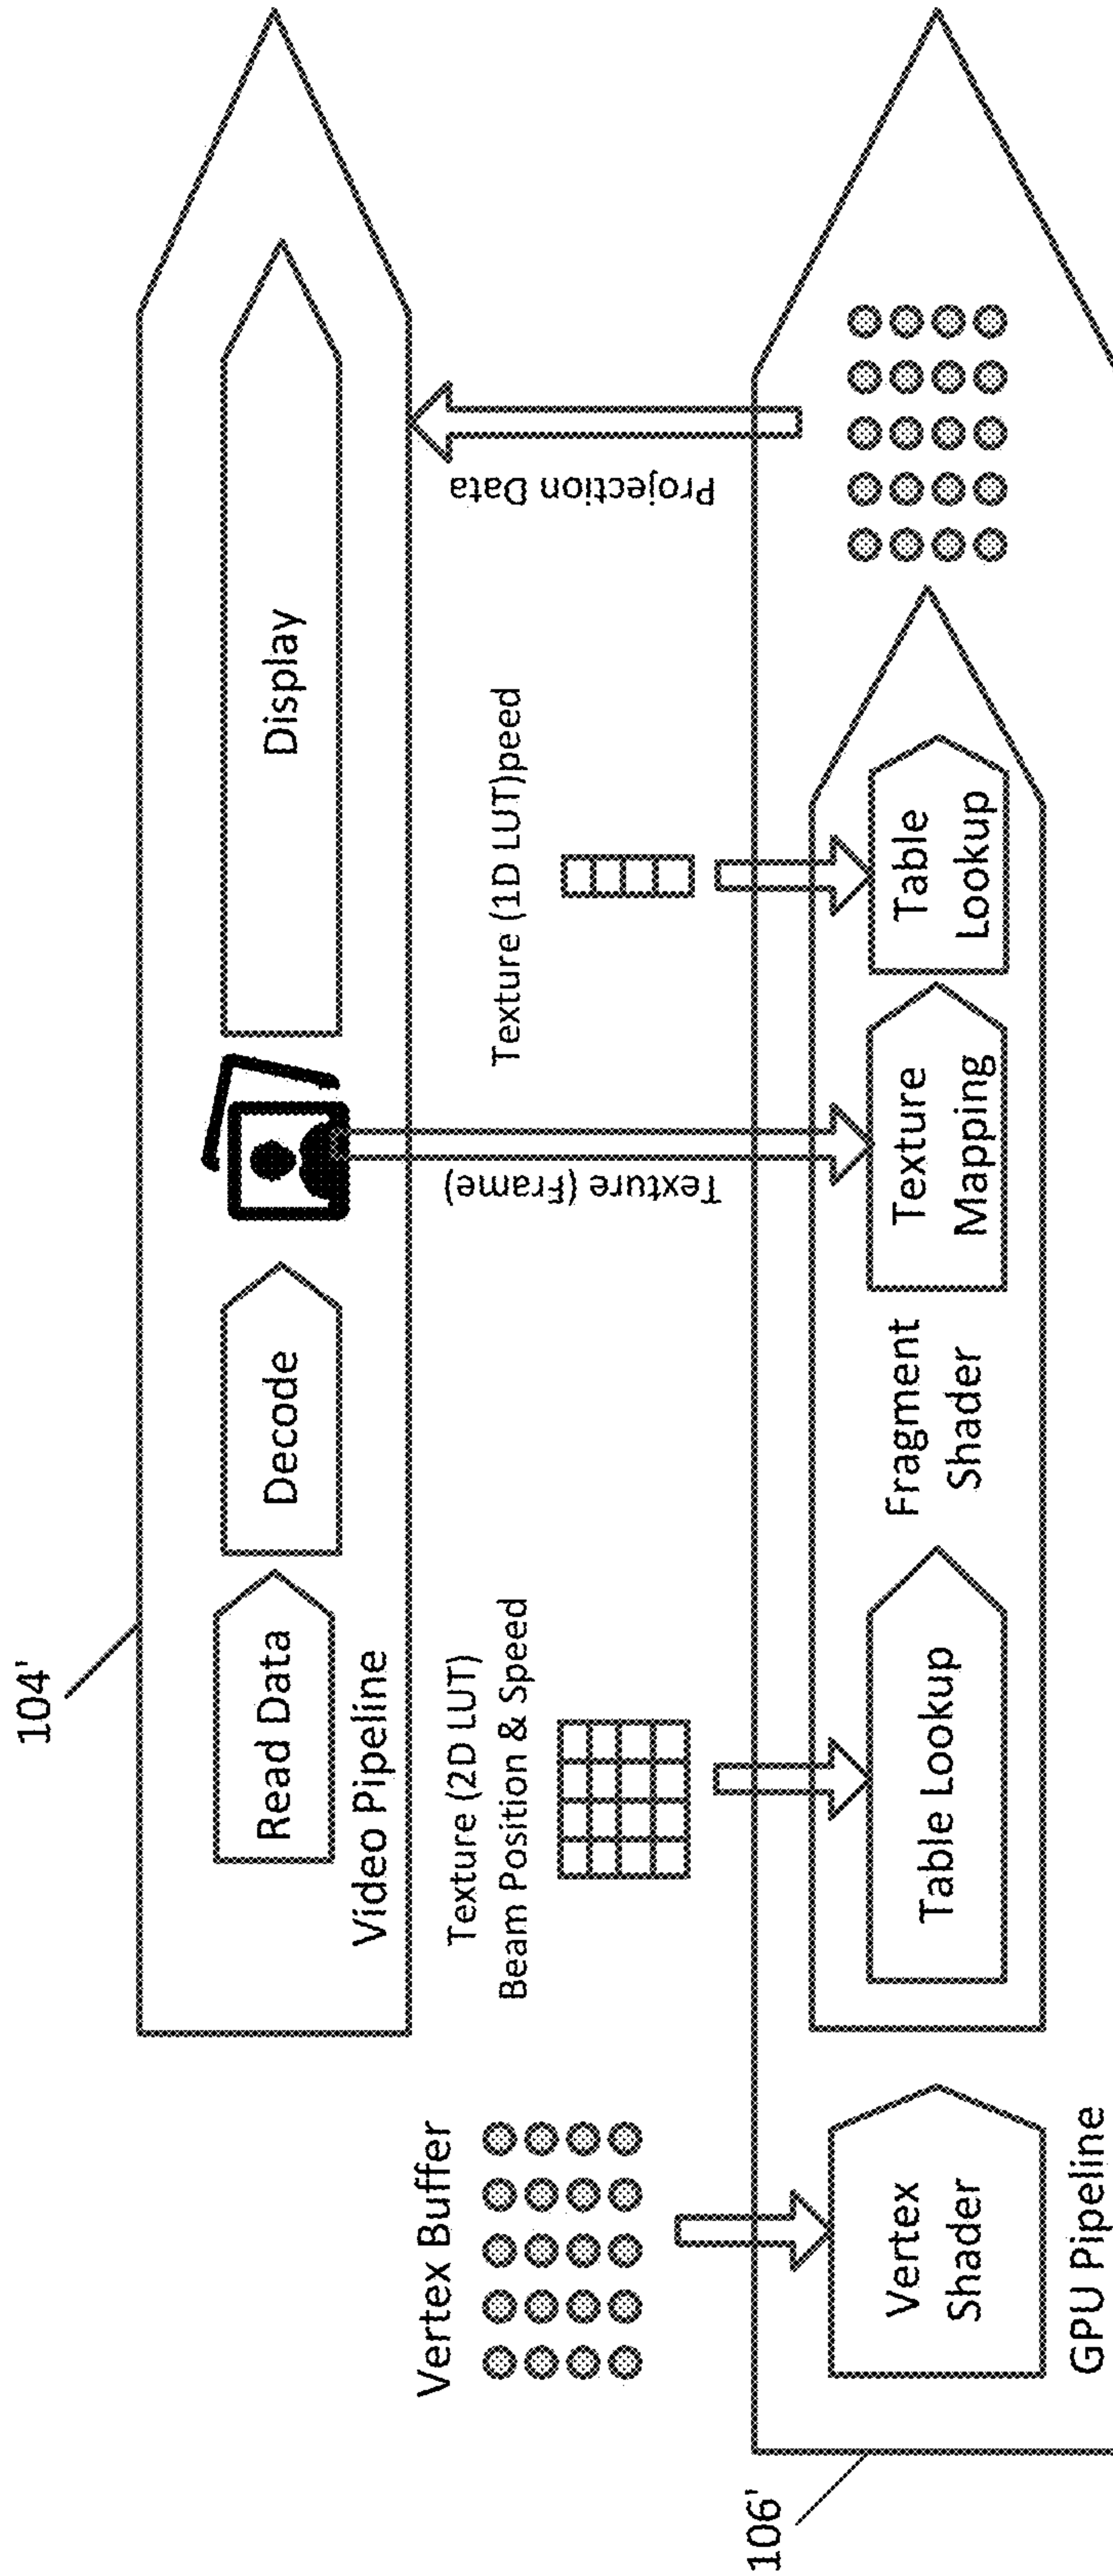 104'
Read Data
Decode
Display
Video Pipeline
Vertex Buffer
Texture (2D LUT)
Beam Position & Speed
Texture (Frame)
Texture (1D LUT)peed
Projection Data
106'
Vertex
Shader
Table Lookup
Fragment
Shader
Texture
Mapping
Table
Lookup
GPU Pipeline